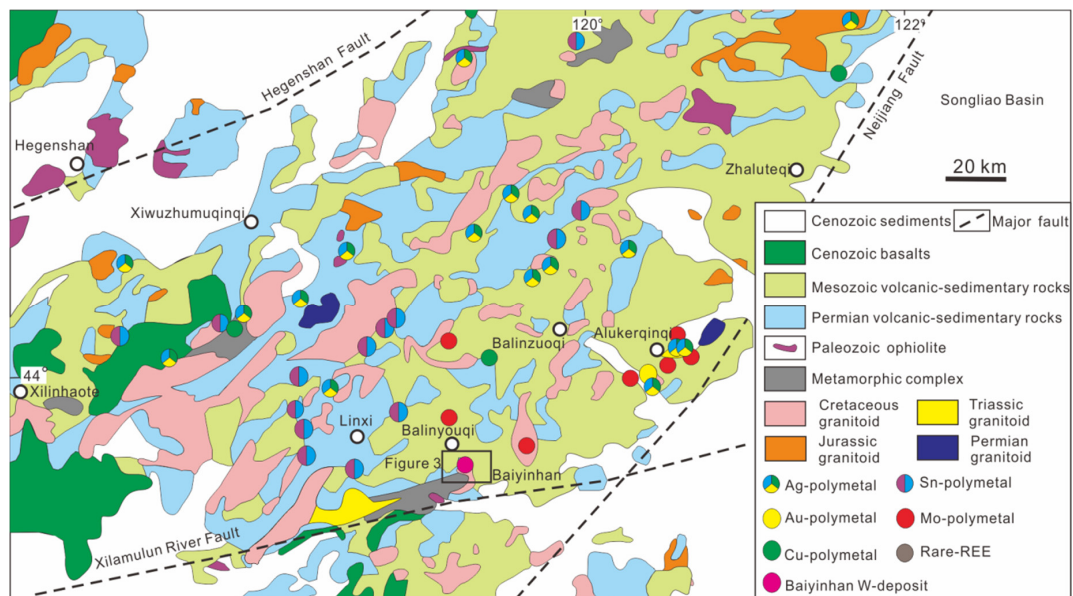 120°
122°
Hegenshan Fault
Neijiang Fault
Songliao Basin
Hegenshan
Zhaluteqi
20 km
Xiwuzhumuqinqi
Cenozoic sediments
Major fault
Cenozoic basalts
Mesozoic volcanic-sedimentary rocks
Permian volcanic-sedimentary rocks
Balinzuoqi
Alukerqinqi
Paleozoic ophiolite
44°
Xilinhaote
Metamorphic complex
Cretaceous
granitoid
Triassic
granitoid
Linxi
Balinyouqi
Jurassic
granitoid
Permian
granitoid
Figure 3
Baiyinhan
Ag-polymetal
Sn-polymetal
Au-polymetal
Mo-polymetal
Xilamulun River Fault
Cu-polymetal
Rare-REE
Baiyinhan W-deposit